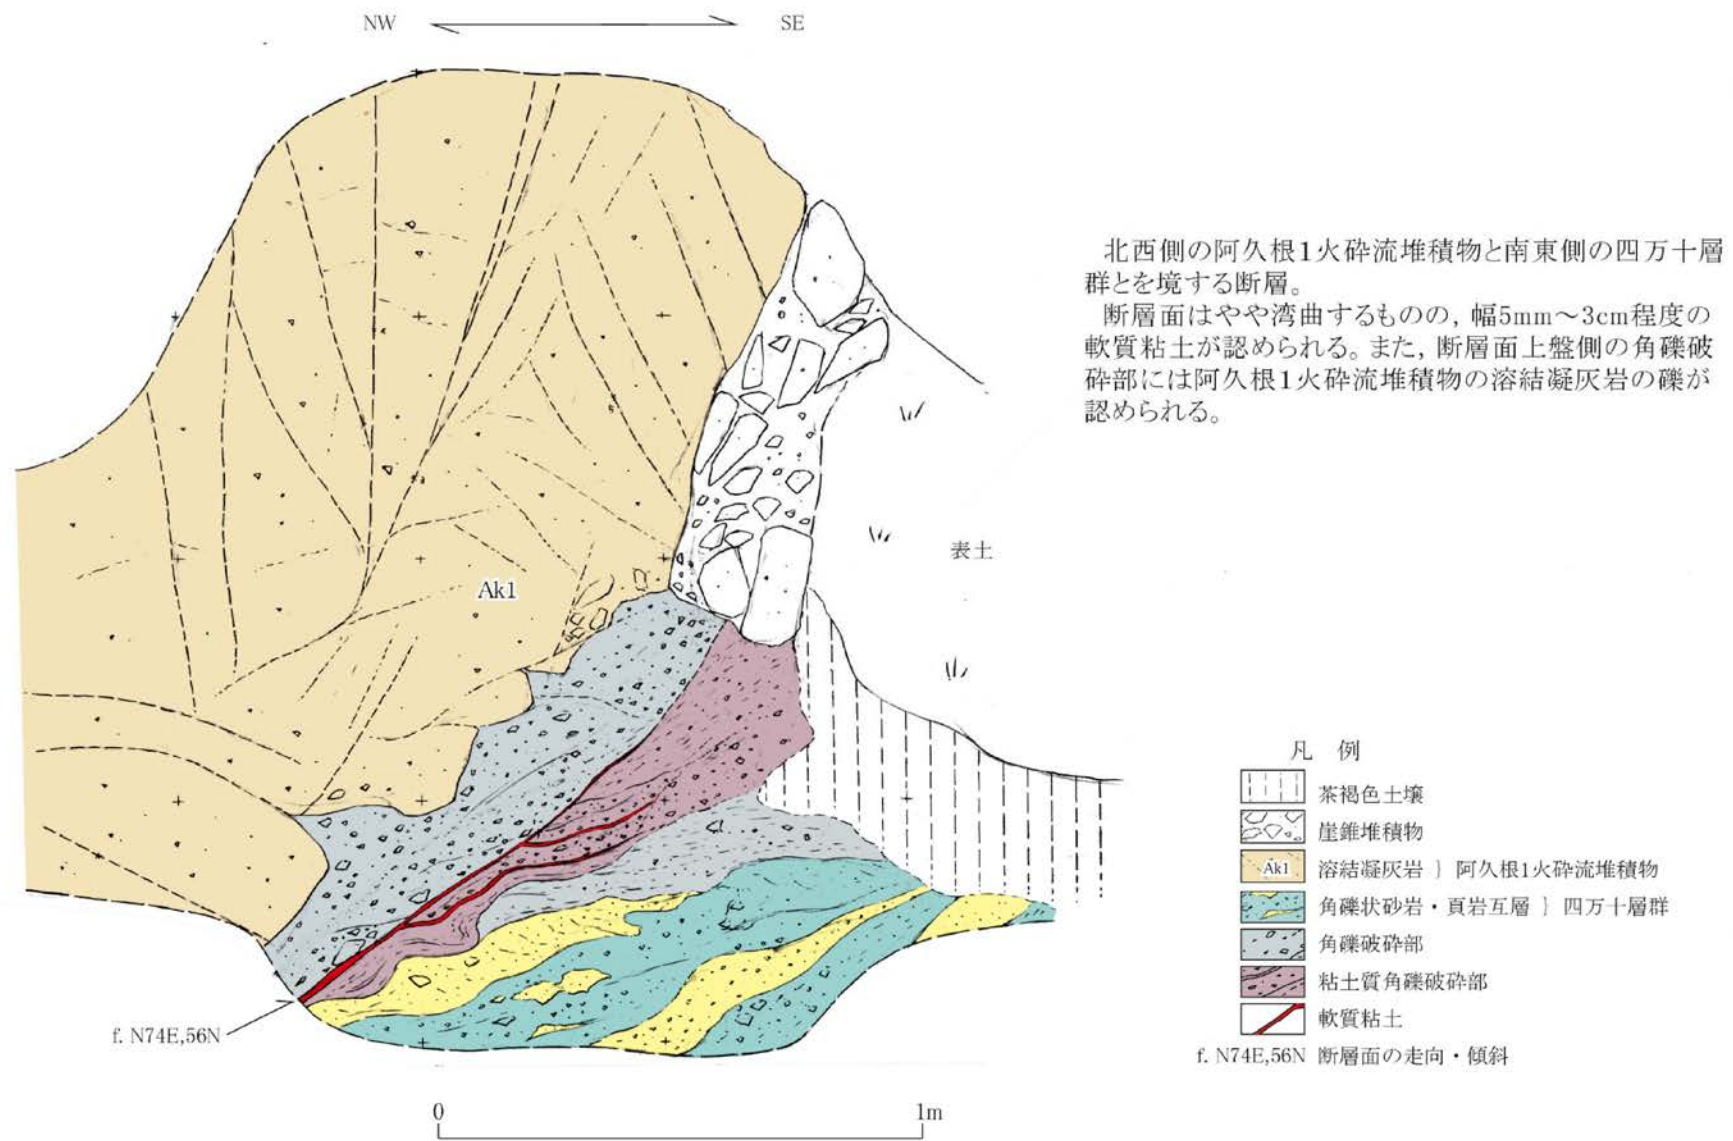 NW SE
北西側の阿久根1火砕流堆積物と南東側の四万十層
群とを境する断層。
断層面はやや湾曲するものの，幅5mm～3cm程度の
軟質粘土が認められる。また，断層面上盤側の角礫破
砕部には阿久根1火砕流堆積物の溶結凝灰岩の礫が
認められる。
表土
Ak1
f. N74E,56N
凡 例
茶褐色土壌
崖錐堆積物
Ak1 溶結凝灰岩 } 阿久根1火砕流堆積物
角礫状砂岩・頁岩互層 } 四万十層群
角礫破砕部
粘土質角礫破砕部
軟質粘土
f. N74E,56N 断層面の走向・傾斜
0 1m